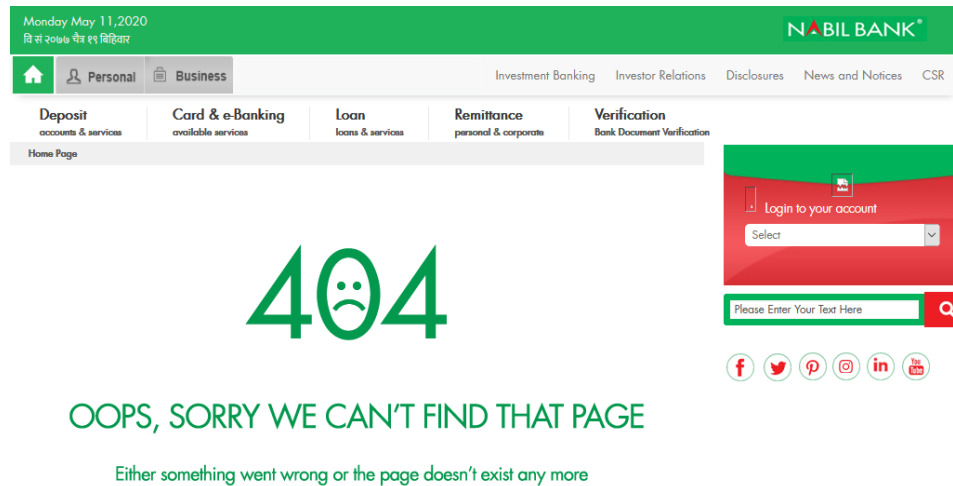 Monday May 11,2020
वि सं २०७७ चैत्र १९ बिहिवार
NABIL BANK
Personal
Business
Investment Banking
Investor Relations
Disclosures
News and Notices
CSR
Deposit
accounts & services
Card & e-Banking
available services
Loan
loans & services
Remittance
personal & corporate
Verification
Bank Document Verification
Home Page
Login to your account
Select
Please Enter Your Text Here
You Tube
404
OOPS, SORRY WE CAN'T FIND THAT PAGE
Either something went wrong or the page doesn't exist any more